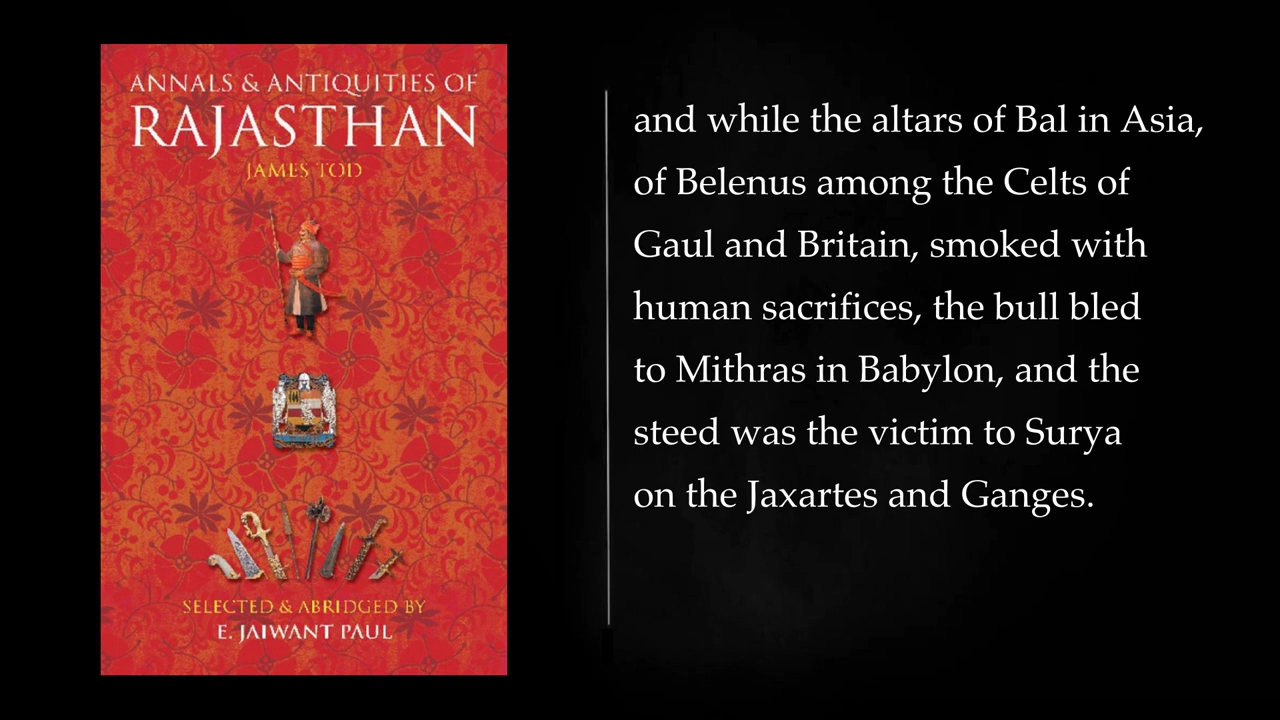 ANNALS & ANTIQUITIES OF
RAJASTHAN
JAMES TOD
SELECTED & ABRIDGED BY
E. JAIWANT PAUL
and while the altars of Bal in Asia,
of Belenus among the Celts of
Gaul and Britain, smoked with
human sacrifices, the bull bled
to Mithras in Babylon, and the
steed was the victim to Surya
on the Jaxartes and Ganges.